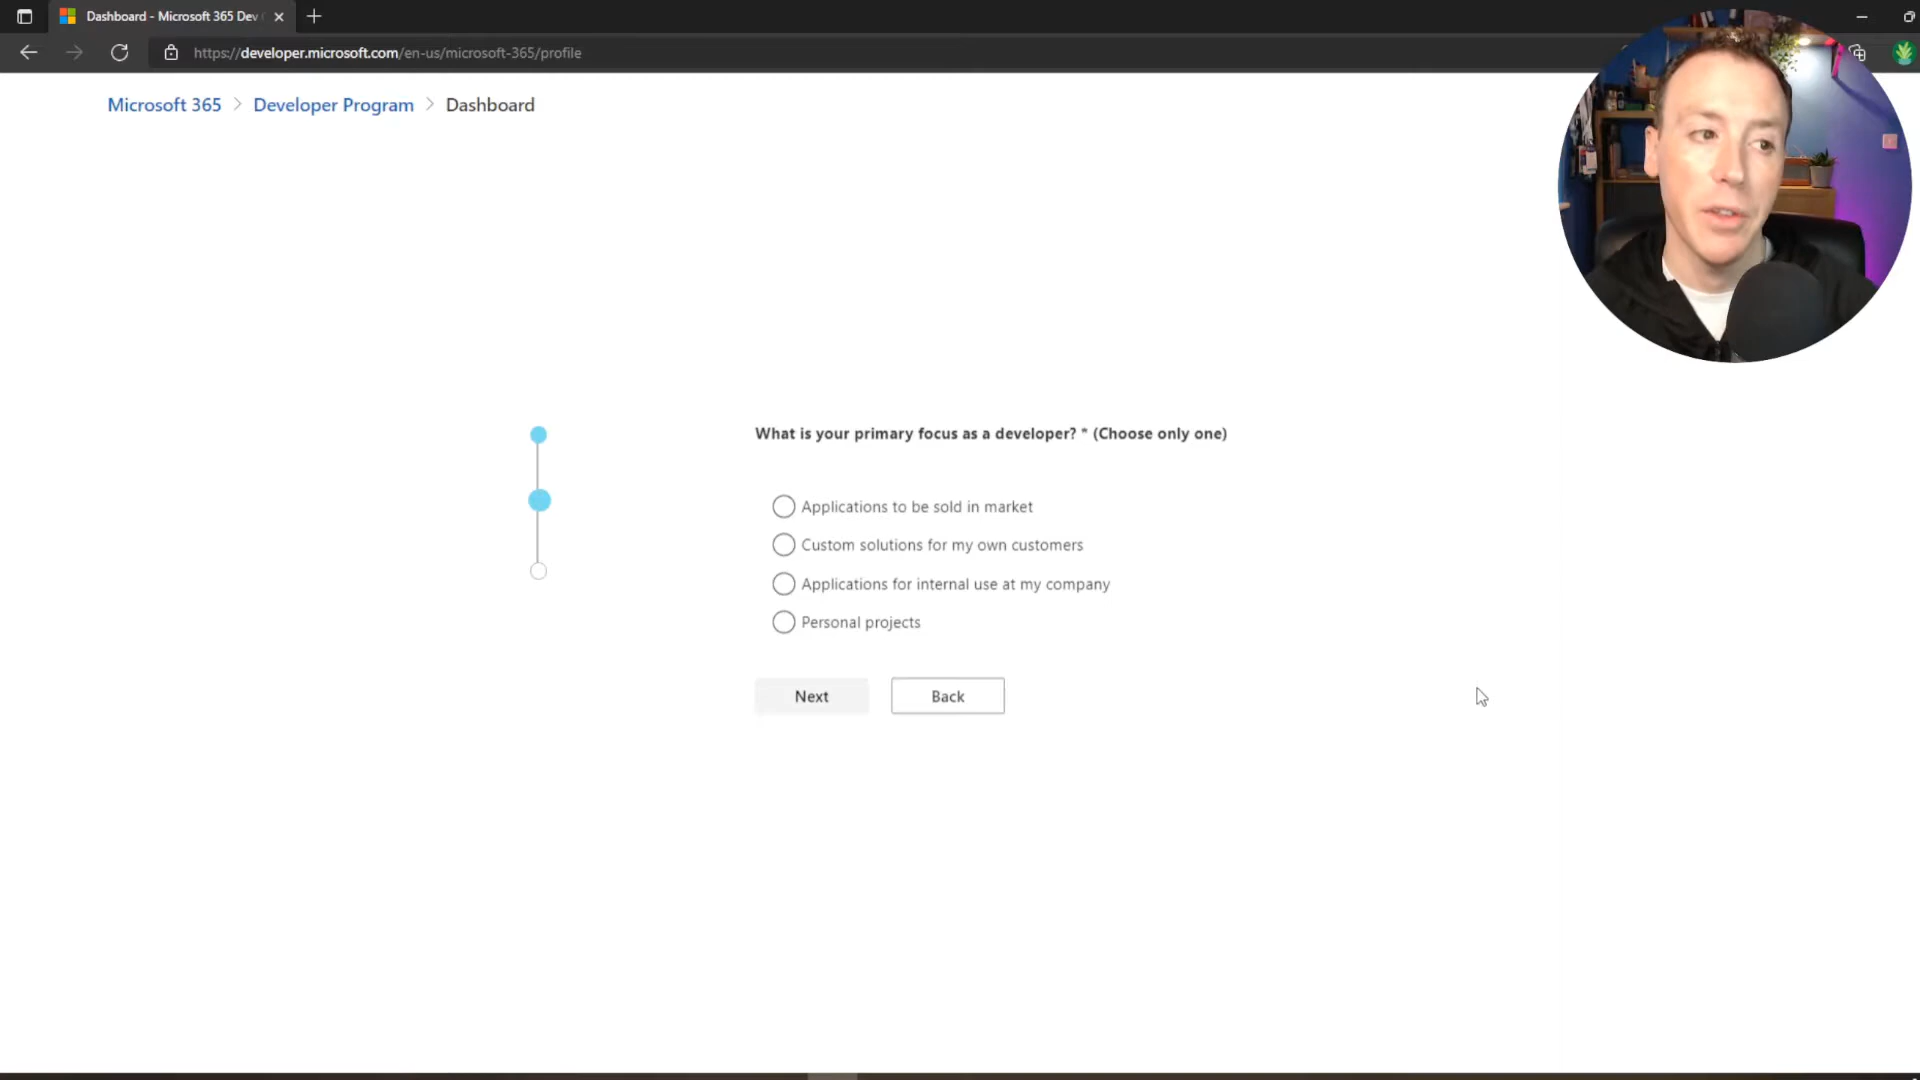 Dashboard - Microsoft 365 Dev
https://developer.microsoft.com/en-us/microsoft-365/profile
Microsoft 365 > Developer Program > Dashboard
What is your primary focus as a developer? * (Choose only one)
Applications to be sold in market
Custom solutions for my own customers
Applications for internal use at my company
Personal projects
Next Back